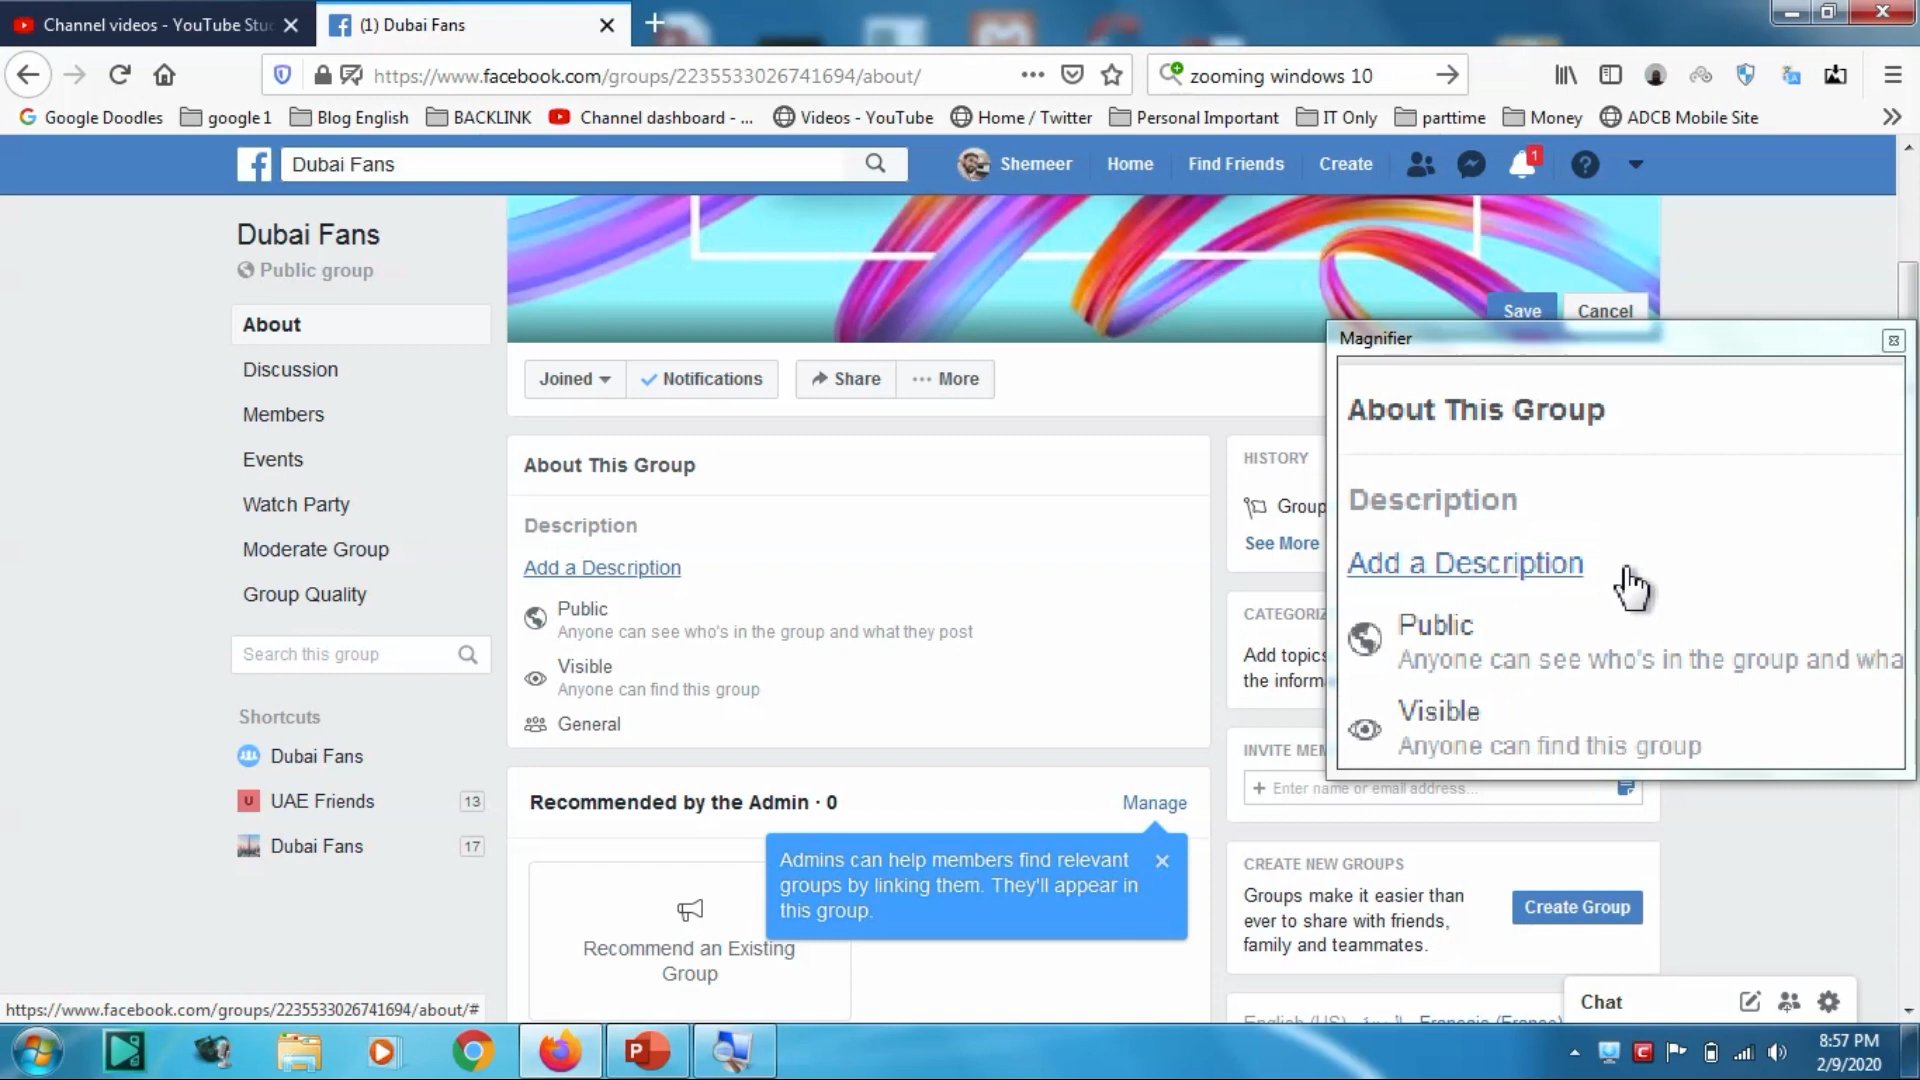 Channel videos - YouTube Stu
(1) Dubai Fans
https://www.facebook.com/groups/2235533026741694/about/
zooming windows 10
Google Doodles
google1
Blog English
BACKLINK
Channel dashboard - ...
Videos - YouTube
Home / Twitter
Personal Important
IT Only
parttime
Money
ADCB Mobile Site
Dubai Fans
Shemeer
Home
Find Friends
Create
1
Dubai Fans
Public group
About
Discussion
Members
Events
Watch Party
Moderate Group
Group Quality
Search this group
Shortcuts
Dubai Fans
U UAE Friends 13
Dubai Fans 17
Save
Cancel
Joined
Notifications
Share
More
About This Group
Description
Add a Description
Public
Anyone can see who's in the group and what they post
Visible
Anyone can find this group
General
Recommended by the Admin · 0
Manage
Admins can help members find relevant
groups by linking them. They'll appear in
this group.
Recommend an Existing
Group
HISTORY
Group
See More
CATEGORIZ
Add topics
the inform
INVITE MEM
+ Enter name or email address...
CREATE NEW GROUPS
Groups make it easier than
ever to share with friends,
family and teammates.
Create Group
Magnifier
About This Group
Description
Add a Description
Public
Anyone can see who's in the group and wha
Visible
Anyone can find this group
Chat
https://www.facebook.com/groups/2235533026741694/about/#
8:57 PM
2/9/2020